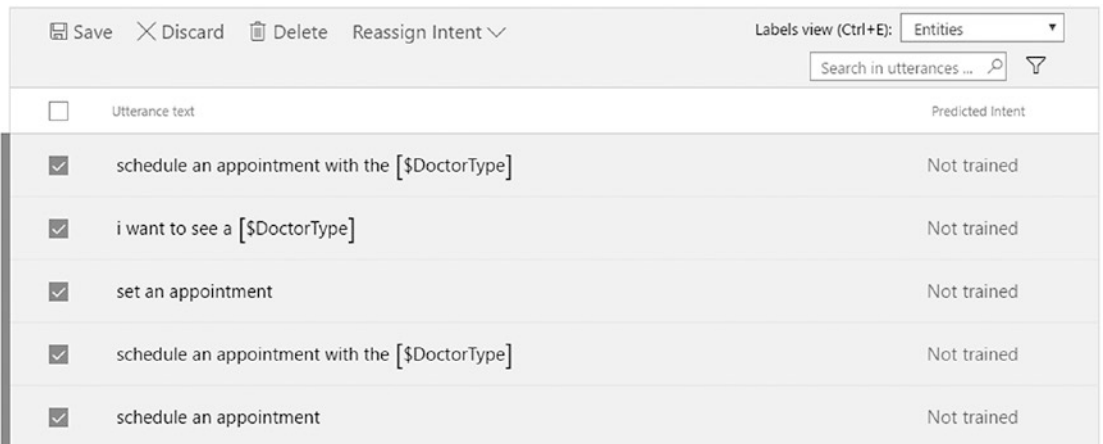 Save Discard Delete Reassign Intent Labels view (Ctrl+E): Entities
Search in utterances ...
Utterance text Predicted Intent
schedule an appointment with the [$DoctorType] Not trained
i want to see a [$DoctorType] Not trained
set an appointment Not trained
schedule an appointment with the [$DoctorType] Not trained
schedule an appointment Not trained